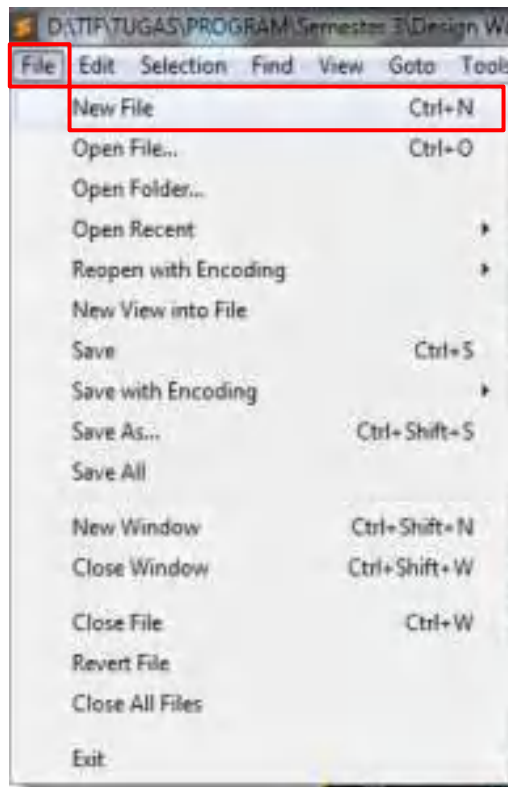 D:\TIF\TUGAS\PROGRAM\Semester 3\Design W
File Edit Selection Find View Goto Tools
New File Ctrl+N
Open File... Ctrl+O
Open Folder...
Open Recent
Reopen with Encoding
New View into File
Save Ctrl+S
Save with Encoding
Save As... Ctrl+Shift+S
Save All
New Window Ctrl+Shift+N
Close Window Ctrl+Shift+W
Close File Ctrl+W
Revert File
Close All Files
Exit